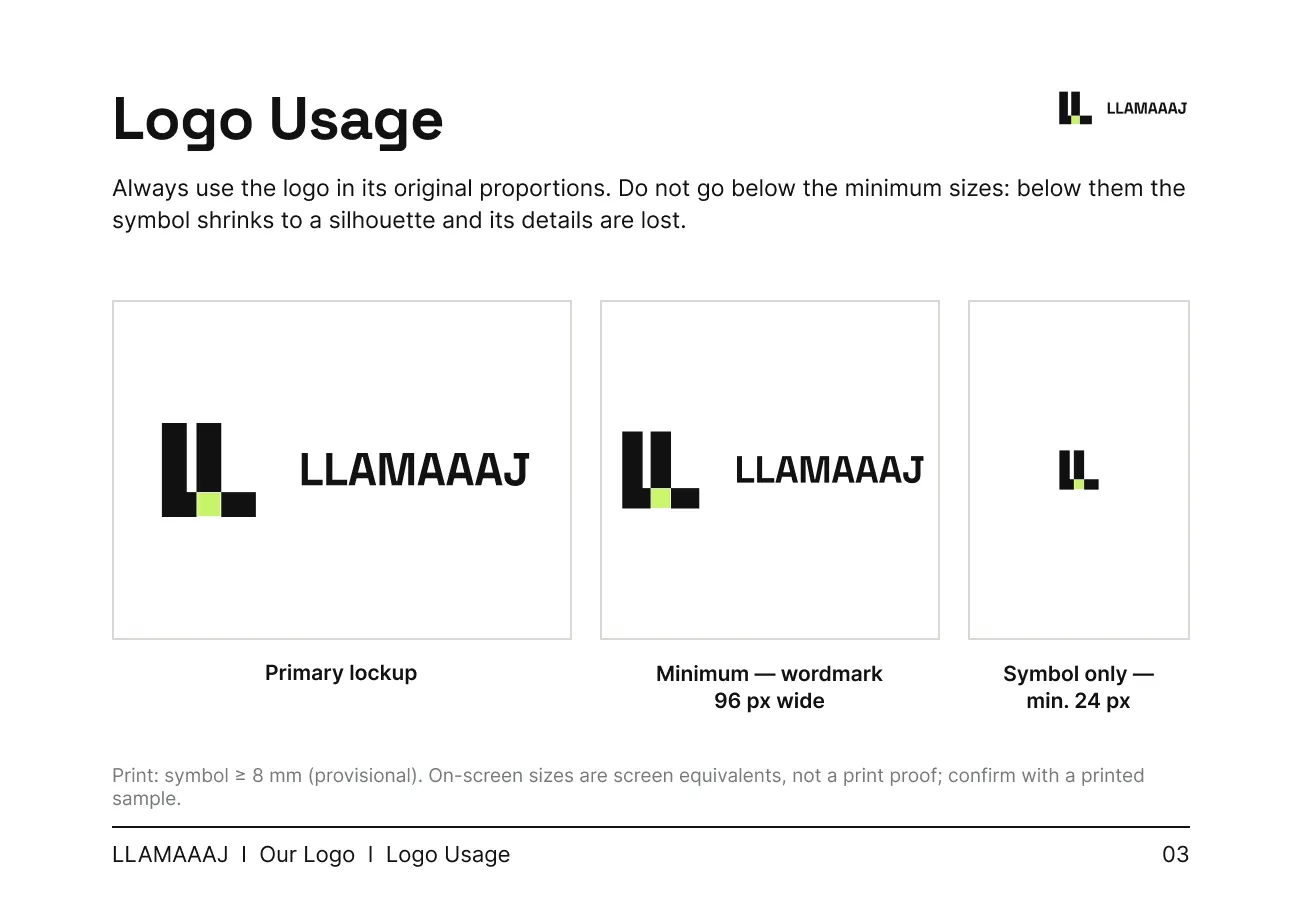 Logo Usage
LLAMAAAJ
Always use the logo in its original proportions. Do not go below the minimum sizes: below them the
symbol shrinks to a silhouette and its details are lost.
LLAMAAAJ
LLAMAAAJ
Primary lockup
Minimum — wordmark
96 px wide
Symbol only —
min. 24 px
Print: symbol ≥ 8 mm (provisional). On-screen sizes are screen equivalents, not a print proof; confirm with a printed
sample.
LLAMAAAJ I Our Logo I Logo Usage
03